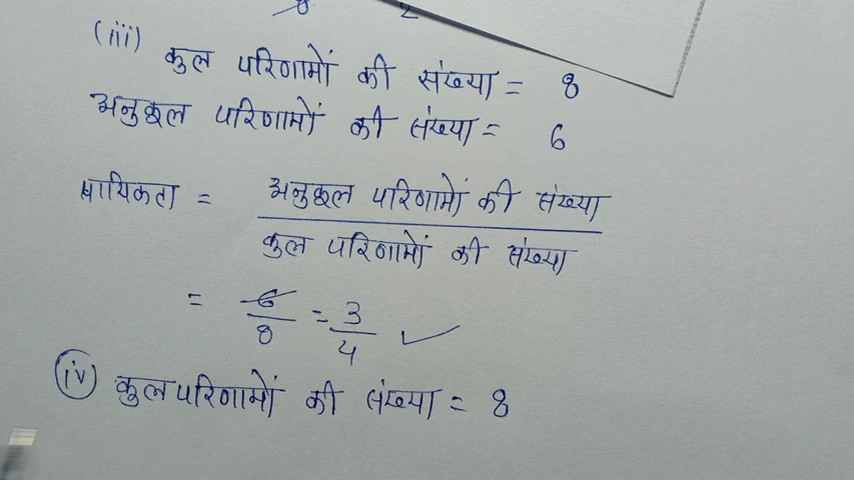 (iii) कुल परिणामों की संख्या = 8
अनुकूल परिणामों की संख्या = 6
प्रायिकता = अनुकूल परिणामों की संख्या
कुल परिणामों की संख्या
= 6/8 = 3/4 ✓
(iv) कुल परिणामों की संख्या = 8